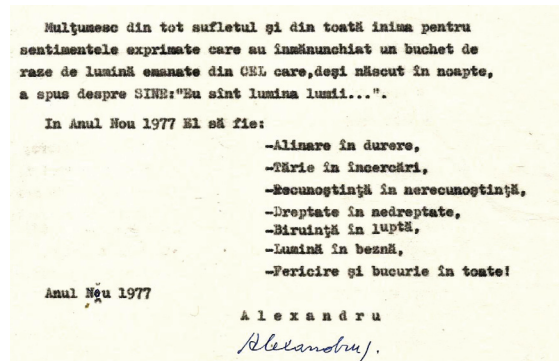 Mulţumesc din tot sufletul şi din toată inima pentru
sentimentele exprimate care au înmănunchiat un buchet de
raze de lumină emanate din CEL care,deşi născut în noapte,
a spus despre SINE:"Eu sînt lumina lumii...".
In Anul Nou 1977 El să fie:
-Alinare în durere,
-Tărie în încercări,
-Recunoştinţă în nerecunoştinţă,
-Dreptate în nedreptate,
-Biruinţă în luptă,
-Lumină în beznă,
-Fericire şi bucurie în toate!
Anul Nou 1977
A l e x a n d r u
Alexandru.